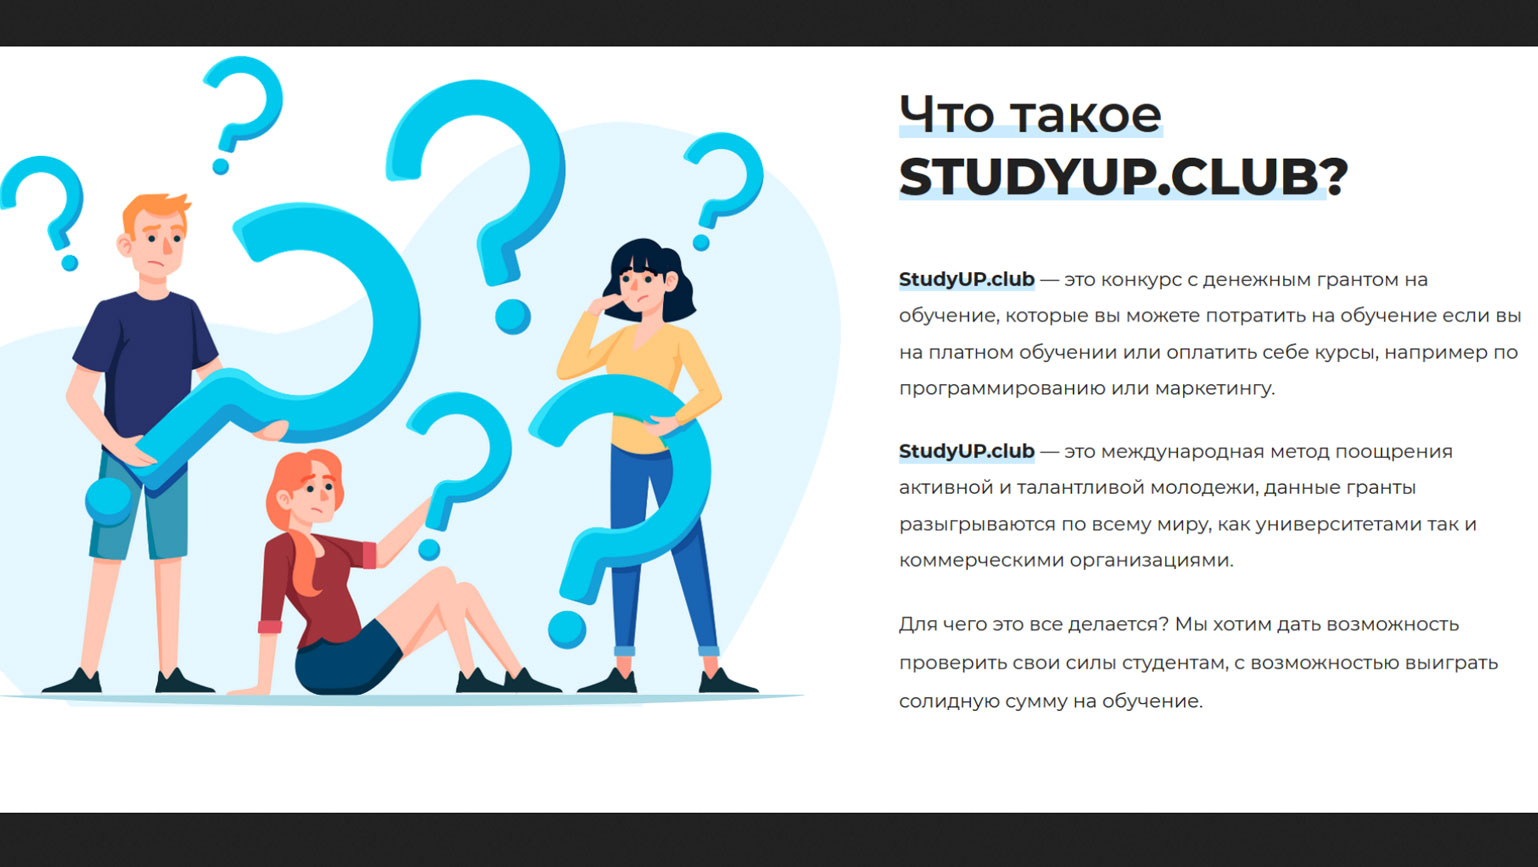 Что такое
STUDYUP.CLUB?
StudyUP.club — это конкурс с денежным грантом на
обучение, которые вы можете потратить на обучение если вы
на платном обучении или оплатить себе курсы, например по
программированию или маркетингу.
StudyUP.club — это международная метод поощрения
активной и талантливой молодежи, данные гранты
разыгрываются по всему миру, как университетами так и
коммерческими организациями.
Для чего это все делается? Мы хотим дать возможность
проверить свои силы студентам, с возможностью выиграть
солидную сумму на обучение.